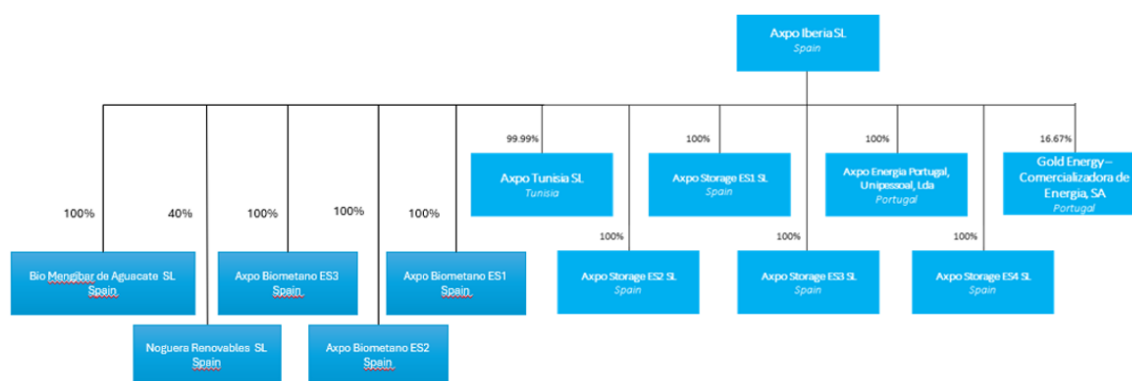 Axpo Iberia SL
Spain
99.99%
100%
100%
16.67%
Axpo Tunisia SL
Tunisia
Axpo Storage ES1 SL
Spain
Axpo Energia Portugal,
Unipessoal, Lda
Portugal
Gold Energy –
Comercializadora de
Energia, SA
Portugal
100%
40%
100%
100%
100%
100%
100%
100%
Bio Mengibar de Aguacate SL
Spain
Axpo Biometano ES3
Spain
Axpo Biometano ES1
Spain
Axpo Storage ES2 SL
Spain
Axpo Storage ES3 SL
Spain
Axpo Storage ES4 SL
Spain
Noguera Renovables SL
Spain
Axpo Biometano ES2
Spain